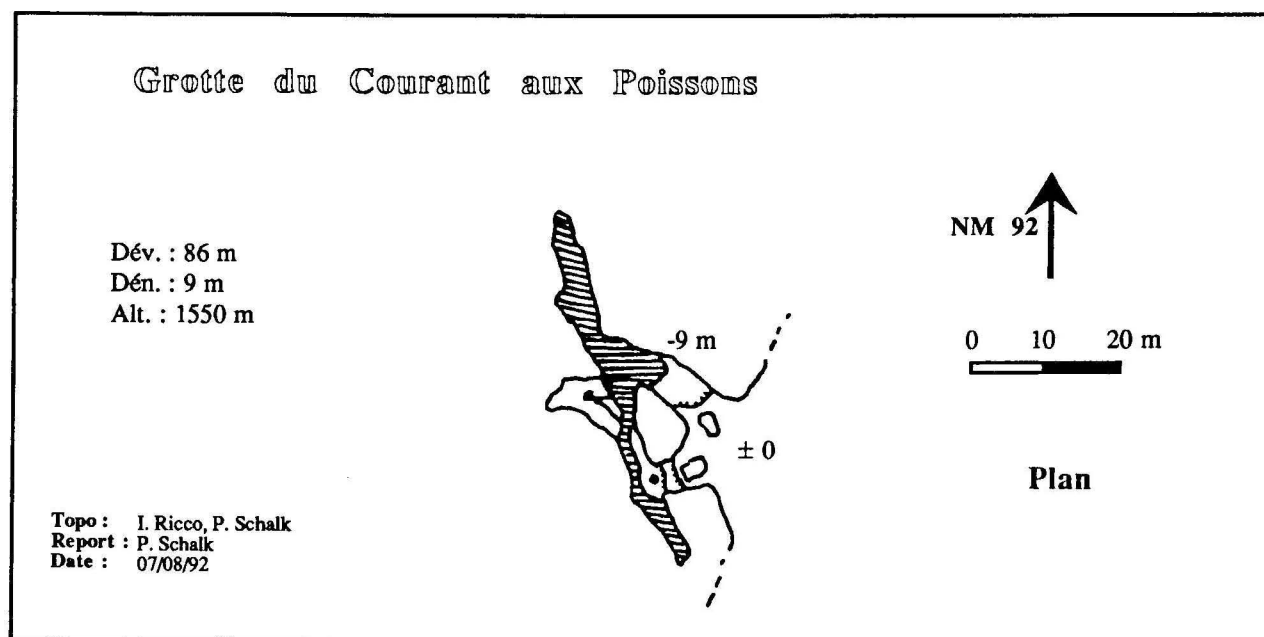 Grotte du Courant aux Poissons
Dév. : 86 m
Dén. : 9 m
Alt. : 1550 m
NM 92
-9 m
0 10 20 m
± 0
Plan
Topo : I. Ricco, P. Schalk
Report : P. Schalk
Date : 07/08/92